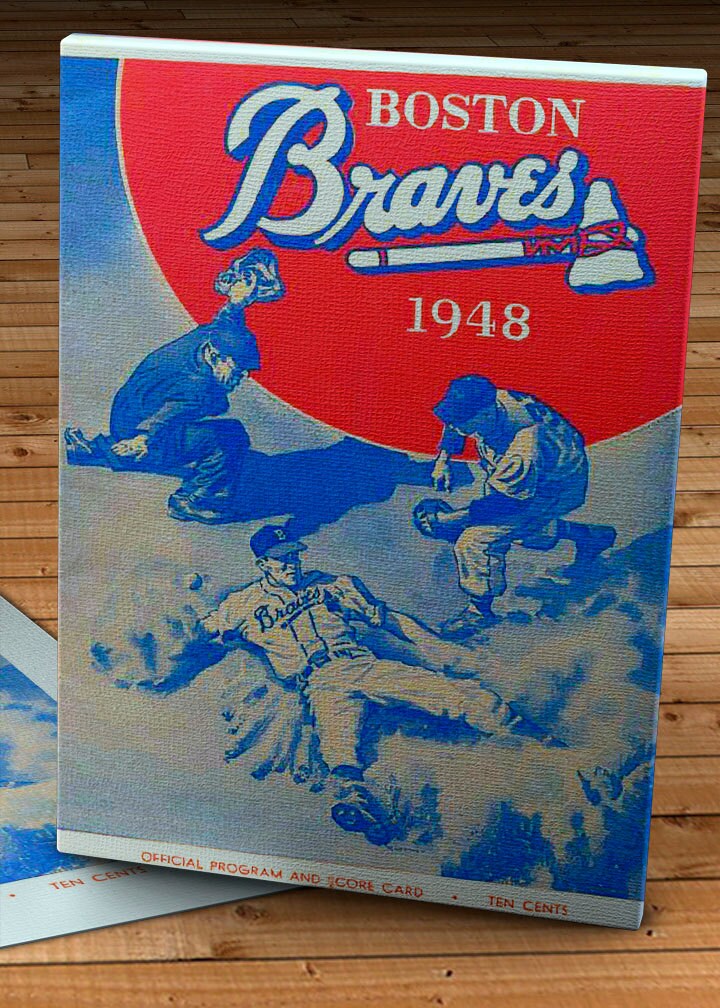 BOSTON
Braves
1948
B
Braves
OFFICIAL PROGRAM AND SCORE CARD • TEN CENTS
• TEN CENTS